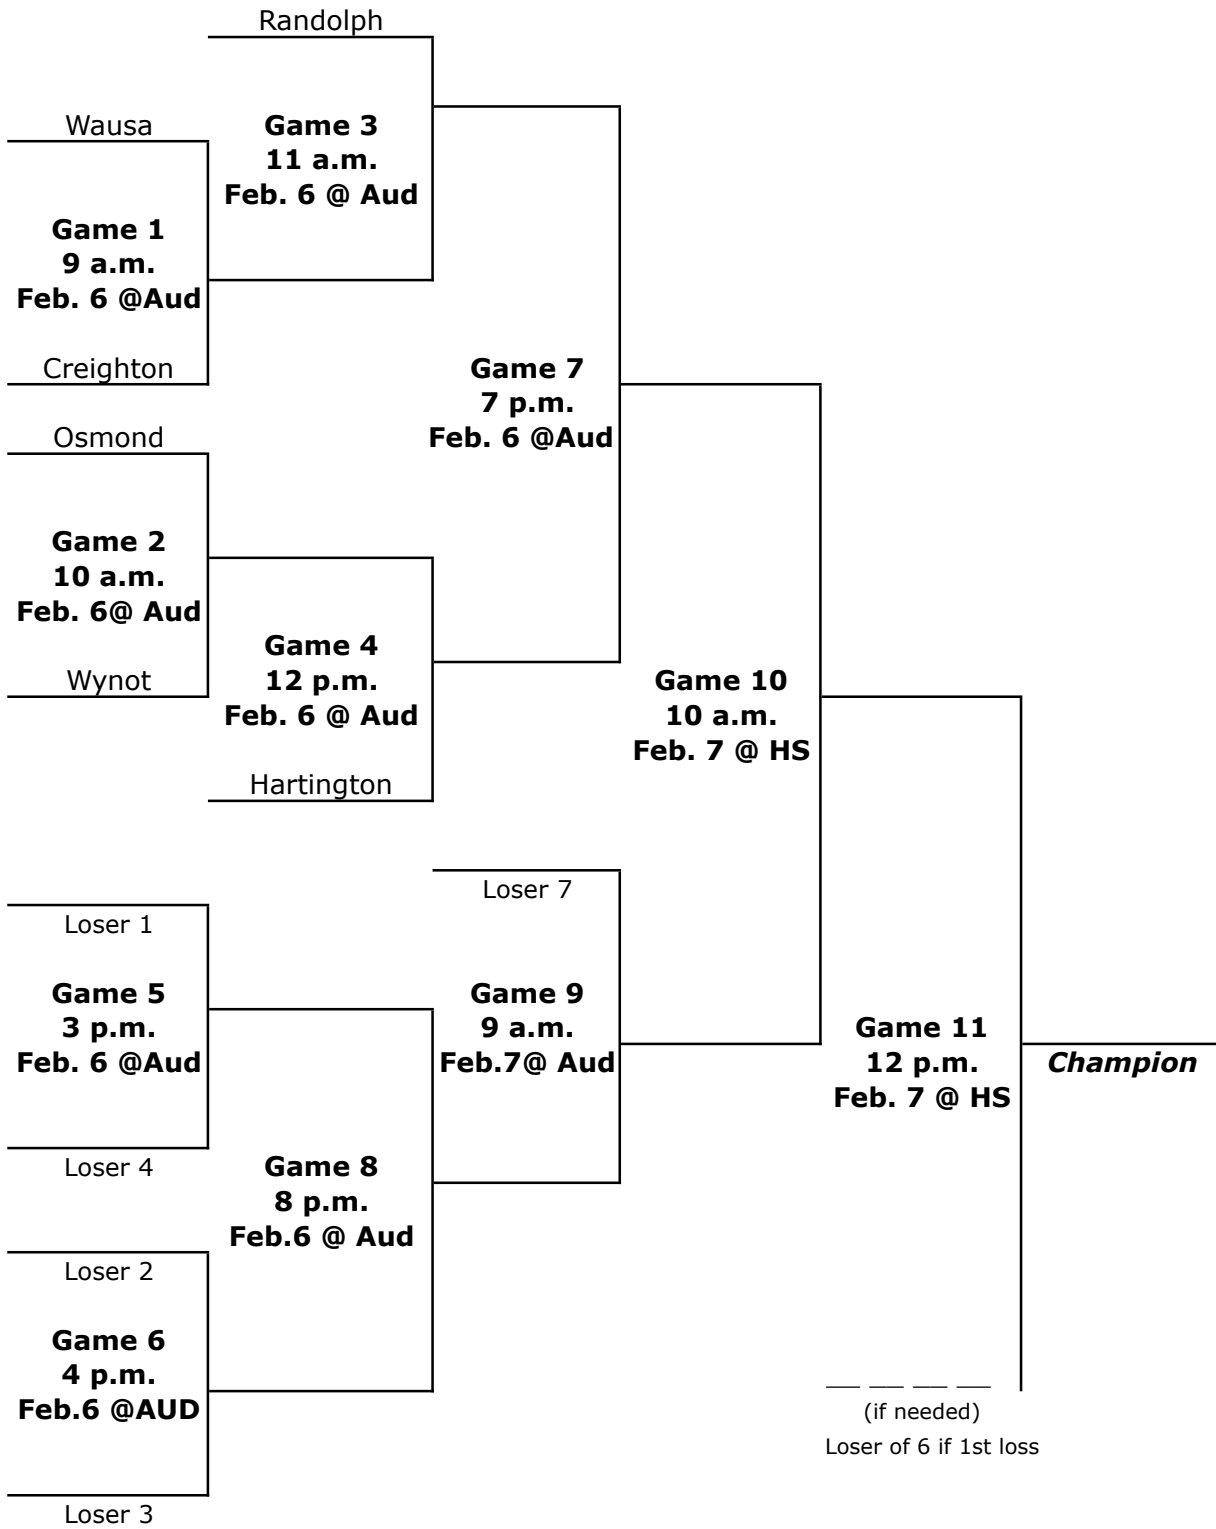 Randolph
Wausa
Game 3
11 a.m.
Feb. 6 @ Aud
Game 1
9 a.m.
Feb. 6 @Aud
Creighton
Game 7
7 p.m.
Feb. 6 @Aud
Osmond
Game 2
10 a.m.
Feb. 6@ Aud
Game 4
12 p.m.
Feb. 6 @ Aud
Wynot
Game 10
10 a.m.
Feb. 7 @ HS
Hartington
Loser 7
Loser 1
Game 5
3 p.m.
Feb. 6 @Aud
Game 9
9 a.m.
Feb.7@ Aud
Game 11
12 p.m.
Feb. 7 @ HS
Champion
Loser 4
Game 8
8 p.m.
Feb.6 @ Aud
Loser 2
Game 6
4 p.m.
Feb.6 @AUD
__ __ __ __
(if needed)
Loser of 6 if 1st loss
Loser 3